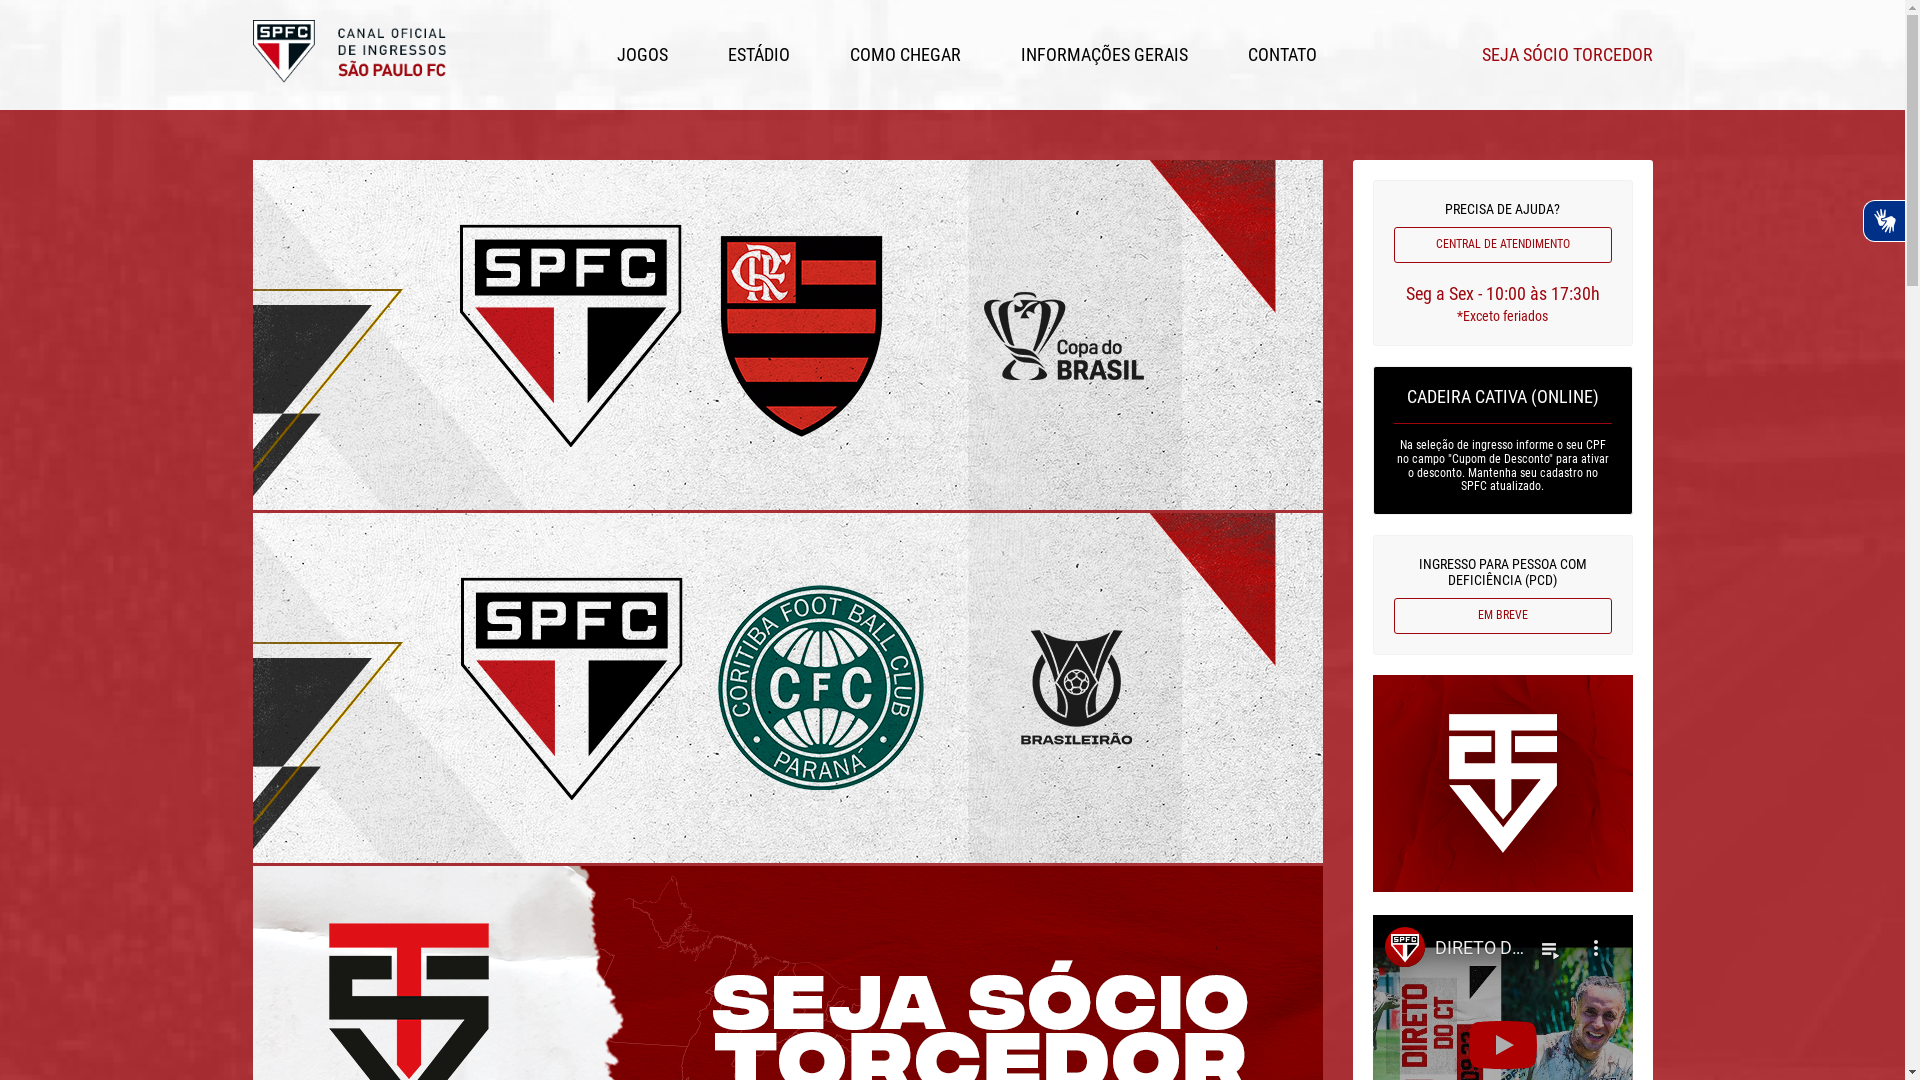 SPFC
CANAL OFICIAL
DE INGRESSOS
SÃO PAULO FC
JOGOS
ESTÁDIO
COMO CHEGAR
INFORMAÇÕES GERAIS
CONTATO
SEJA SÓCIO TORCEDOR
SPFC
CRF
Copa do
BRASIL
SPFC
CORITIBA FOOT BALL CLUB
CFC
PARANÁ
BRASILEIRÃO
SEJA SÓCIO
TORCEDOR
PRECISA DE AJUDA?
CENTRAL DE ATENDIMENTO
Seg a Sex - 10:00 às 17:30h
*Exceto feriados
CADEIRA CATIVA (ONLINE)
Na seleção de ingresso informe o seu CPF
no campo "Cupom de Desconto" para ativar
o desconto. Mantenha seu cadastro no
SPFC atualizado.
INGRESSO PARA PESSOA COM
DEFICIÊNCIA (PCD)
EM BREVE
SPFC
DIRETO D...
DIRETO
DO CT